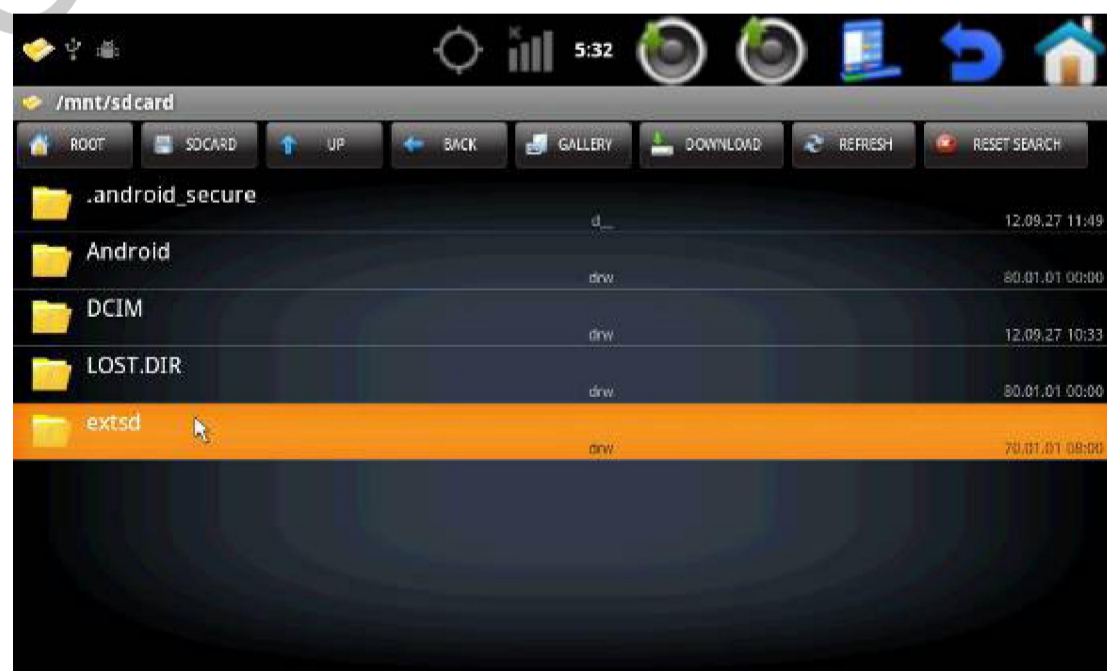 5:32
/mnt/sdcard
ROOT SDCARD UP BACK GALLERY DOWNLOAD REFRESH RESET SEARCH
.android_secure
d__ 12.09.27 11:49
Android
drw 80.01.01 00:00
DCIM
drw 12.09.27 10:33
LOST.DIR
drw 80.01.01 00:00
extsd
drw 70.01.01 08:00